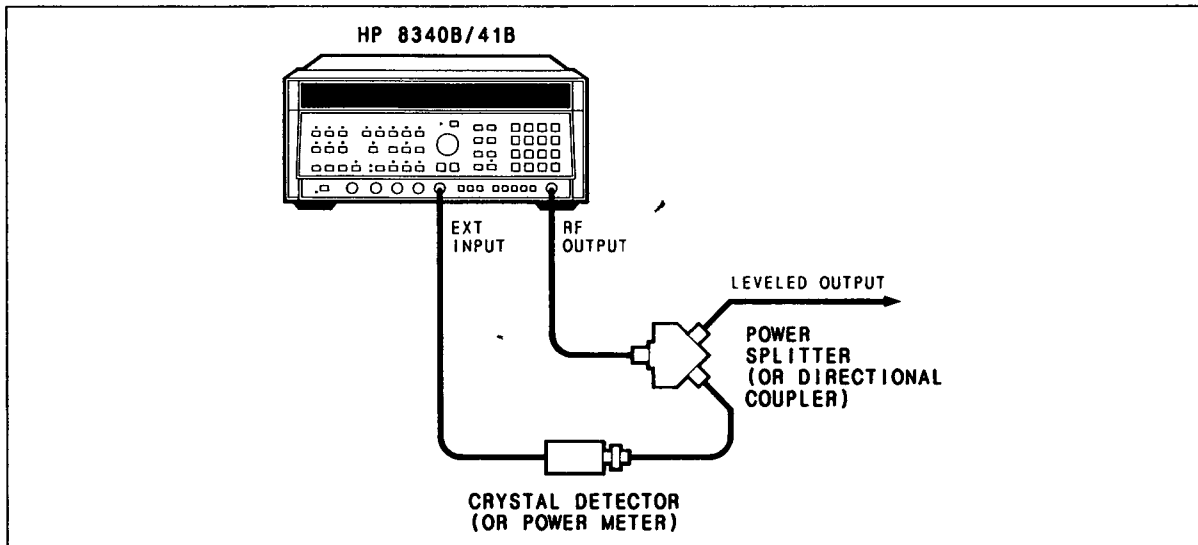 HP 8340B/41B
EXT
INPUT
RF
OUTPUT
LEVELED OUTPUT
POWER
SPLITTER
(OR DIRECTIONAL
COUPLER)
CRYSTAL DETECTOR
(OR POWER METER)